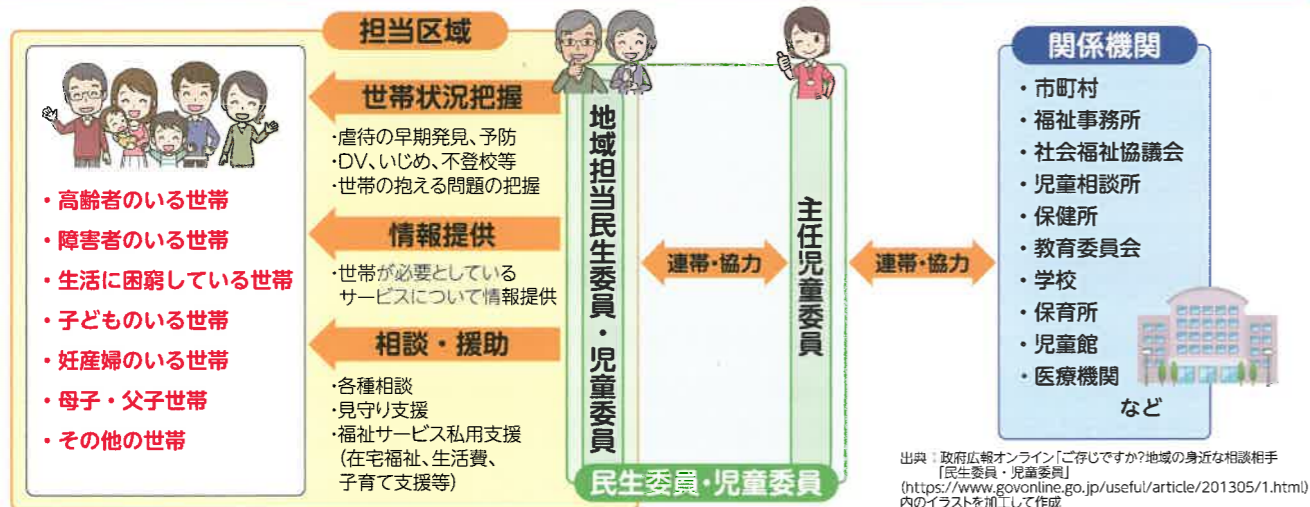 担当区域
・高齢者のいる世帯
・障害者のいる世帯
・生活に困窮している世帯
・子どものいる世帯
・妊産婦のいる世帯
・母子・父子世帯
・その他の世帯
世帯状況把握
・虐待の早期発見、予防
・DV、いじめ、不登校等
・世帯の抱える問題の把握
情報提供
・世帯が必要としている
サービスについて情報提供
相談・援助
・各種相談
・見守り支援
・福祉サービス私用支援
(在宅福祉、生活費、
子育て支援等)
地域担当民生委員・児童委員
連帯・協力
主任児童委員
民生委員・児童委員
連帯・協力
関係機関
・市町村
・福祉事務所
・社会福祉協議会
・児童相談所
・保健所
・教育委員会
・学校
・保育所
・児童館
・医療機関
など
出典：政府広報オンライン「ご存じですか?地域の身近な相談相手
「民生委員・児童委員」
(https://www.govonline.go.jp/useful/article/201305/1.html)
内のイラストを加工して作成